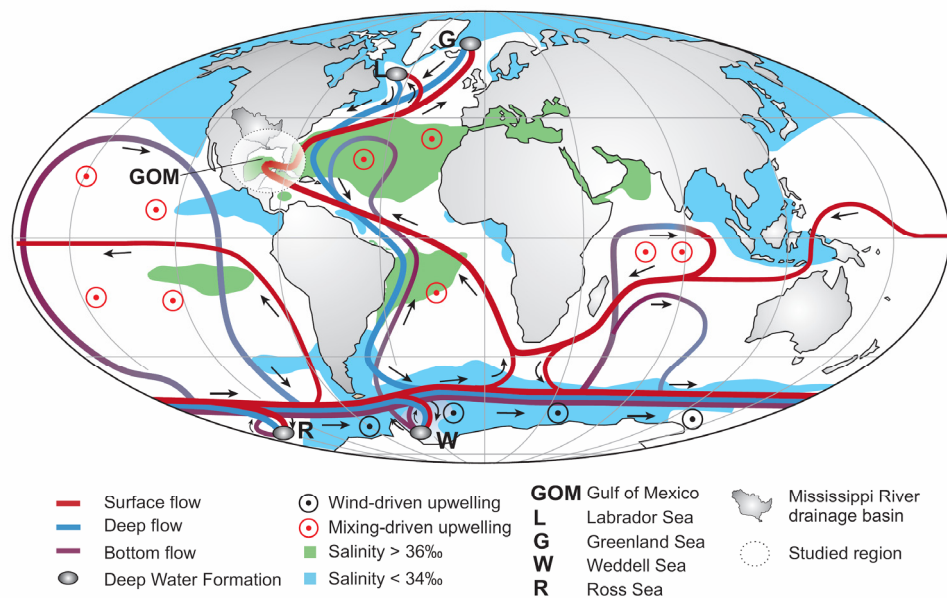 G
L
GOM
R
W
Surface flow
Deep flow
Bottom flow
Deep Water Formation
Wind-driven upwelling
Mixing-driven upwelling
Salinity > 36‰
Salinity < 34‰
GOM Gulf of Mexico
L Labrador Sea
G Greenland Sea
W Weddell Sea
R Ross Sea
Mississippi River
drainage basin
Studied region